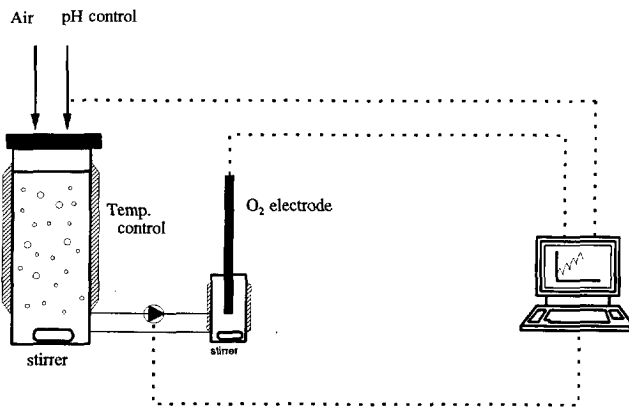 Air pH control
Temp.
control
O₂ electrode
stirrer
stirrer